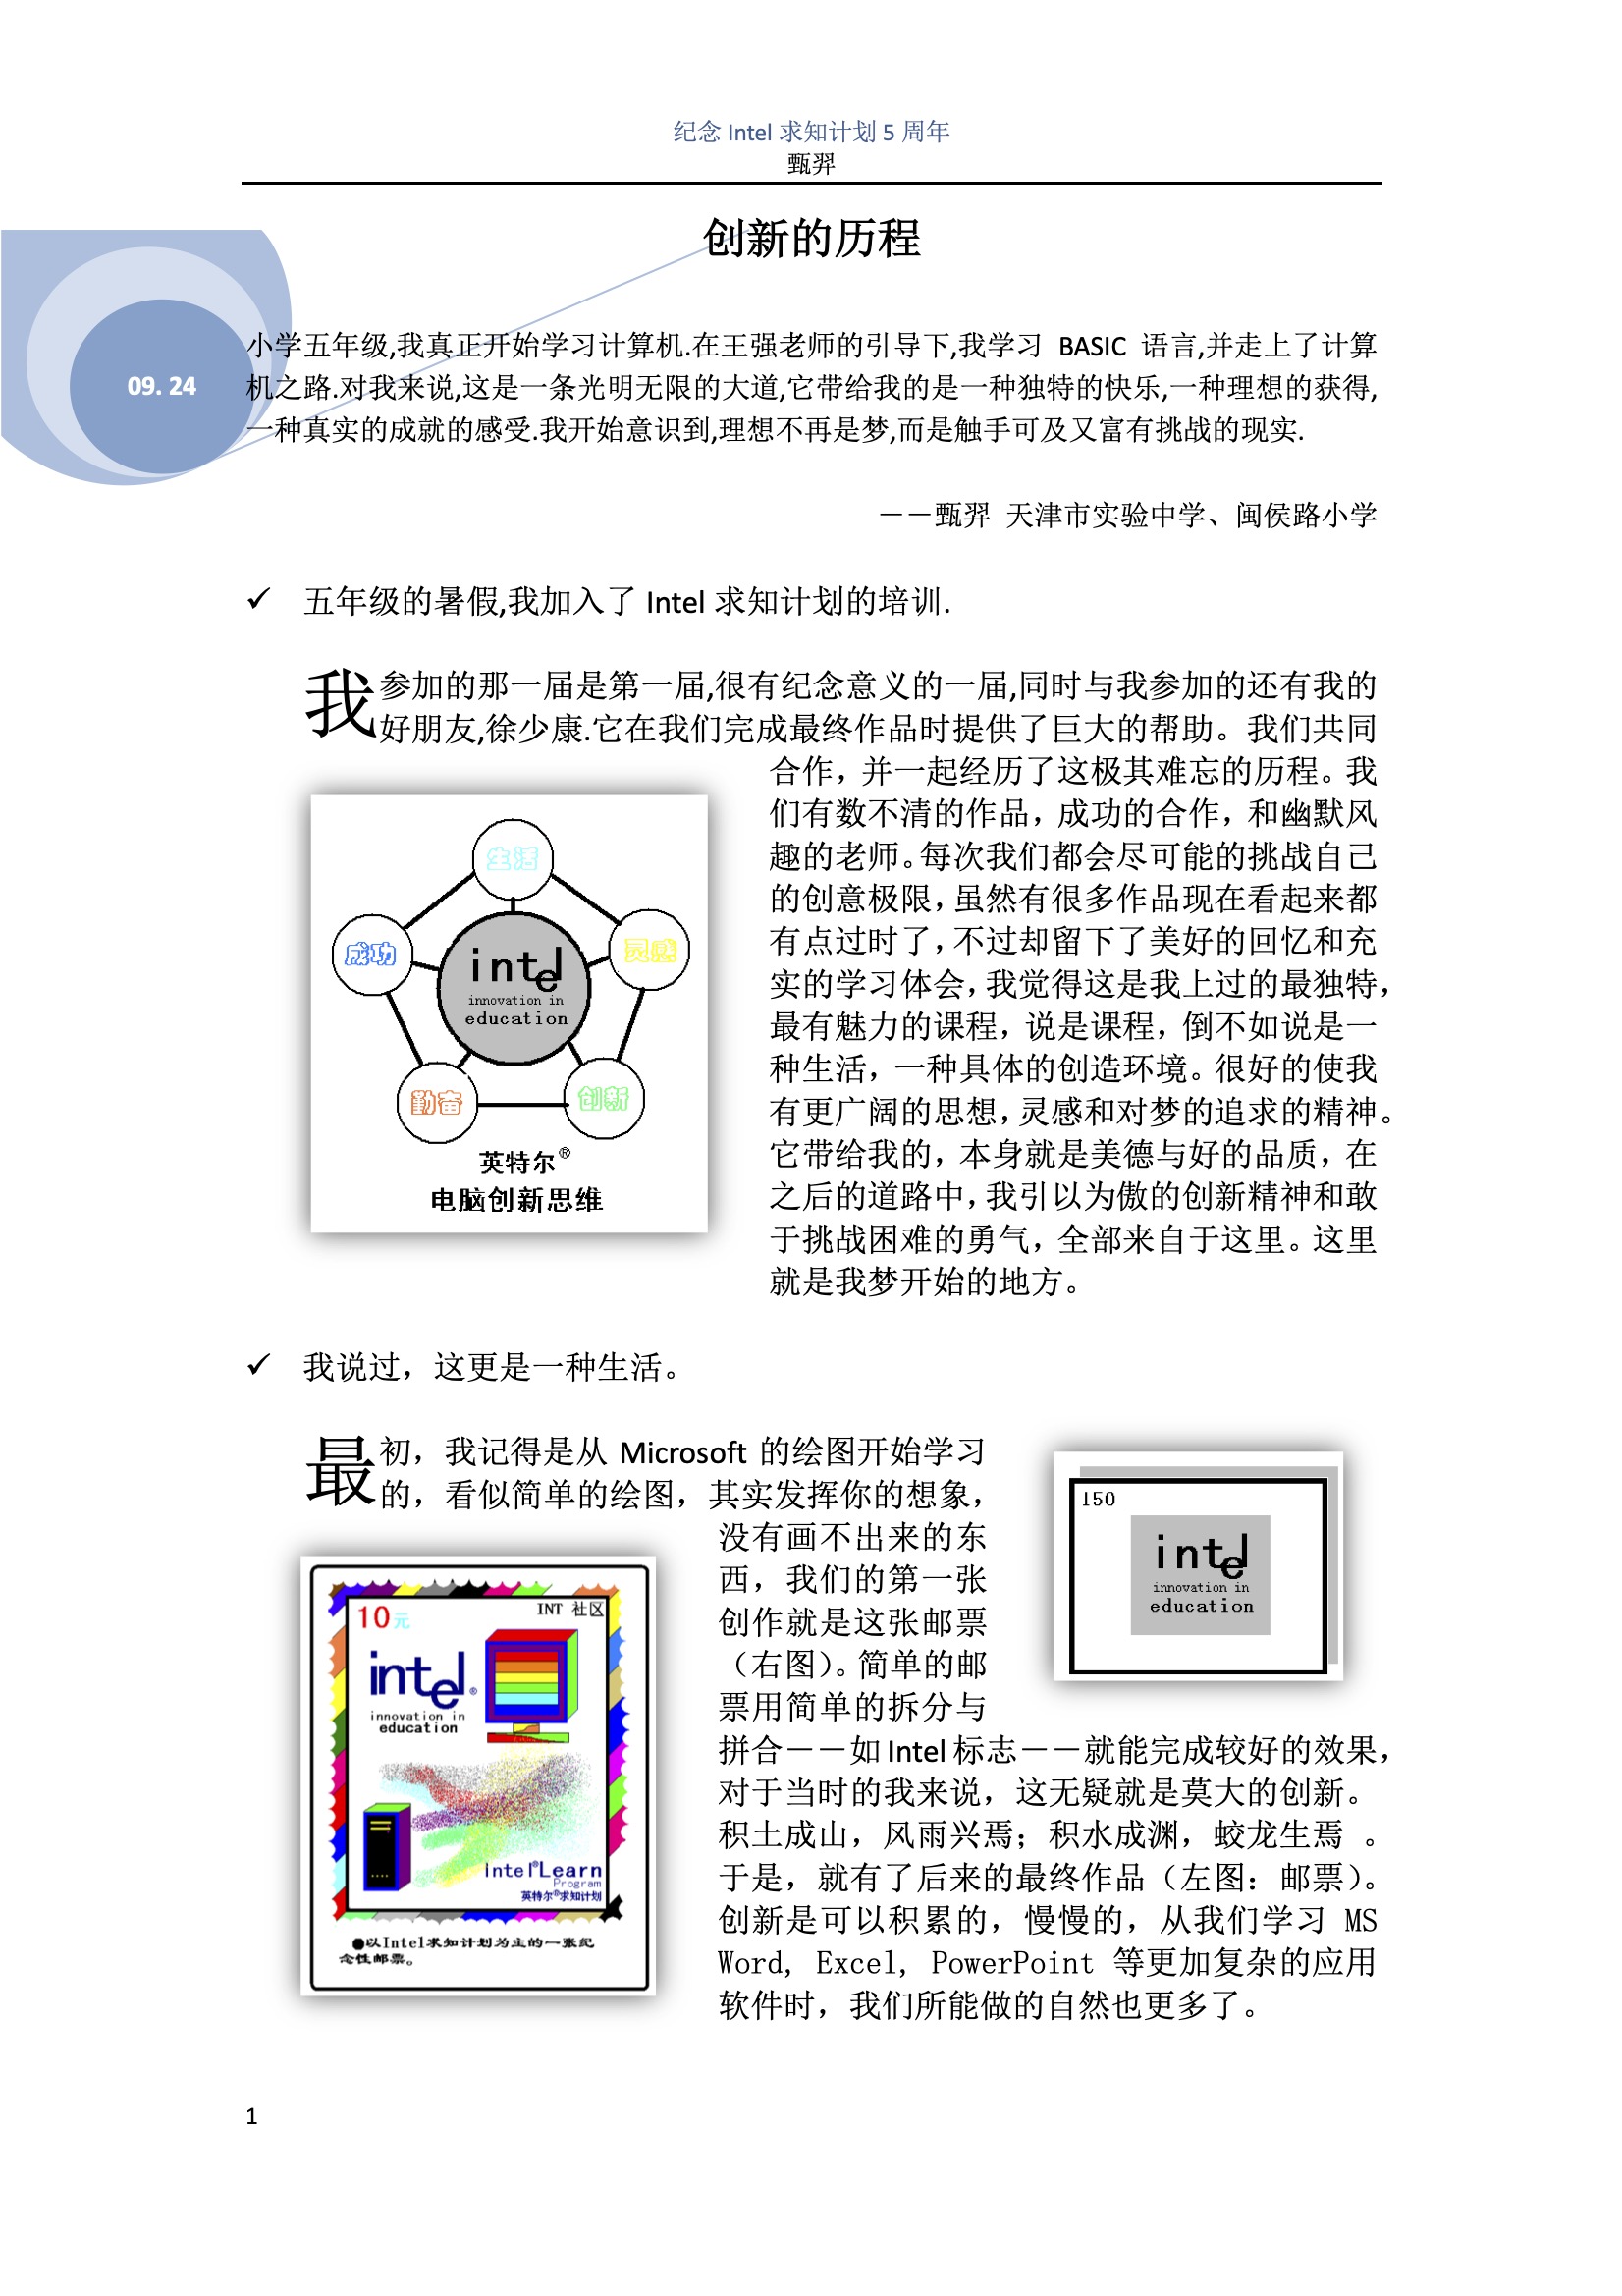 纪念 Intel 求知计划 5 周年
甄羿
创新的历程
09. 24
小学五年级,我真正开始学习计算机.在王强老师的引导下,我学习 BASIC 语言,并走上了计算
机之路.对我来说,这是一条光明无限的大道,它带给我的是一种独特的快乐,一种理想的获得,
一种真实的成就的感受.我开始意识到,理想不再是梦,而是触手可及又富有挑战的现实.
——甄羿 天津市实验中学、闽侯路小学
✓ 五年级的暑假,我加入了 Intel 求知计划的培训.
我参加的那一届是第一届,很有纪念意义的一届,同时与我参加的还有我的
好朋友,徐少康.它在我们完成最终作品时提供了巨大的帮助。我们共同
合作，并一起经历了这极其难忘的历程。我
们有数不清的作品，成功的合作，和幽默风
趣的老师。每次我们都会尽可能的挑战自己
的创意极限，虽然有很多作品现在看起来都
有点过时了，不过却留下了美好的回忆和充
实的学习体会，我觉得这是我上过的最独特，
最有魅力的课程，说是课程，倒不如说是一
种生活，一种具体的创造环境。很好的使我
有更广阔的思想，灵感和对梦的追求的精神。
它带给我的，本身就是美德与好的品质，在
之后的道路中，我引以为傲的创新精神和敢
于挑战困难的勇气，全部来自于这里。这里
就是我梦开始的地方。
生活
成功
灵感
intel
innovation in
education
勤奋
创新
英特尔®
电脑创新思维
✓ 我说过，这更是一种生活。
最初，我记得是从 Microsoft 的绘图开始学习
的，看似简单的绘图，其实发挥你的想象，
没有画不出来的东
西，我们的第一张
创作就是这张邮票
（右图）。简单的邮
票用简单的拆分与
拼合——如 Intel 标志——就能完成较好的效果，
对于当时的我来说，这无疑就是莫大的创新。
积土成山，风雨兴焉；积水成渊，蛟龙生焉 。
于是，就有了后来的最终作品（左图：邮票）。
创新是可以积累的，慢慢的，从我们学习 MS
Word, Excel, PowerPoint 等更加复杂的应用
软件时，我们所能做的自然也更多了。
150
intel
innovation in
education
10元
INT 社区
intel®
innovation in
education
intel®Learn
Program
英特尔®求知计划
●以Intel求知计划为主的一张纪
念性邮票。
1